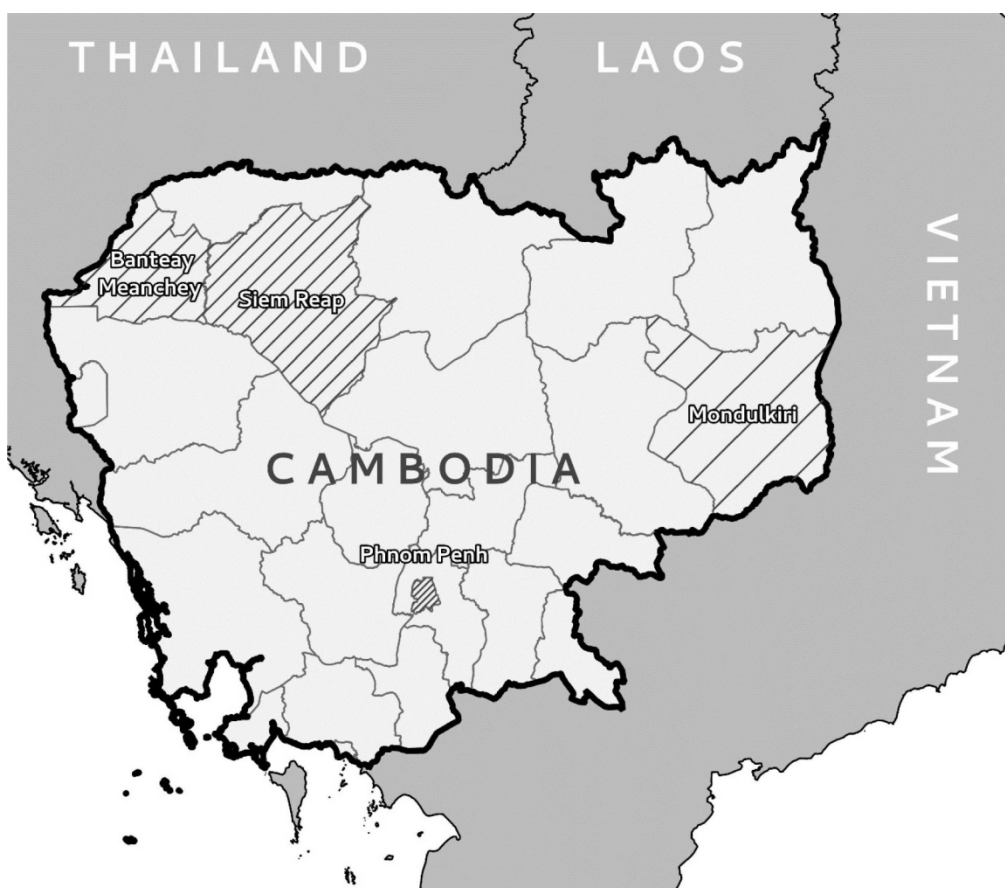 THAILAND
LAOS
VIETNAM
Banteay
Meanchey
Siem Reap
Mondulkiri
CAMBODIA
Phnom Penh